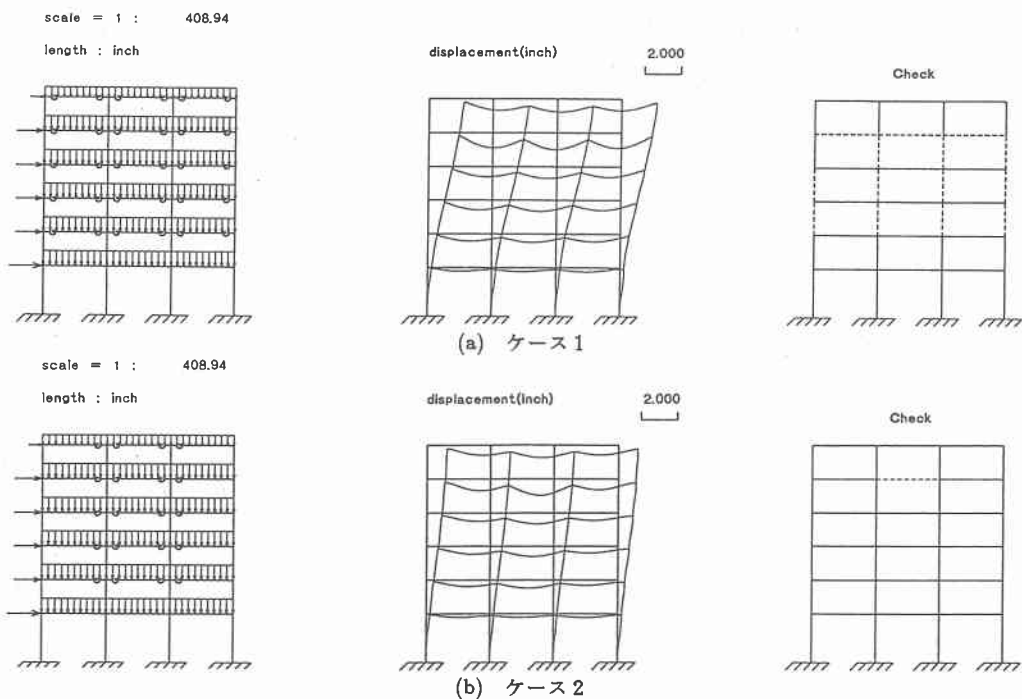 scale = 1 : 408.94
length : inch
displacement(inch)
2.000
Check
(a) ケース1
scale = 1 : 408.94
length : inch
displacement(inch)
2.000
Check
(b) ケース2